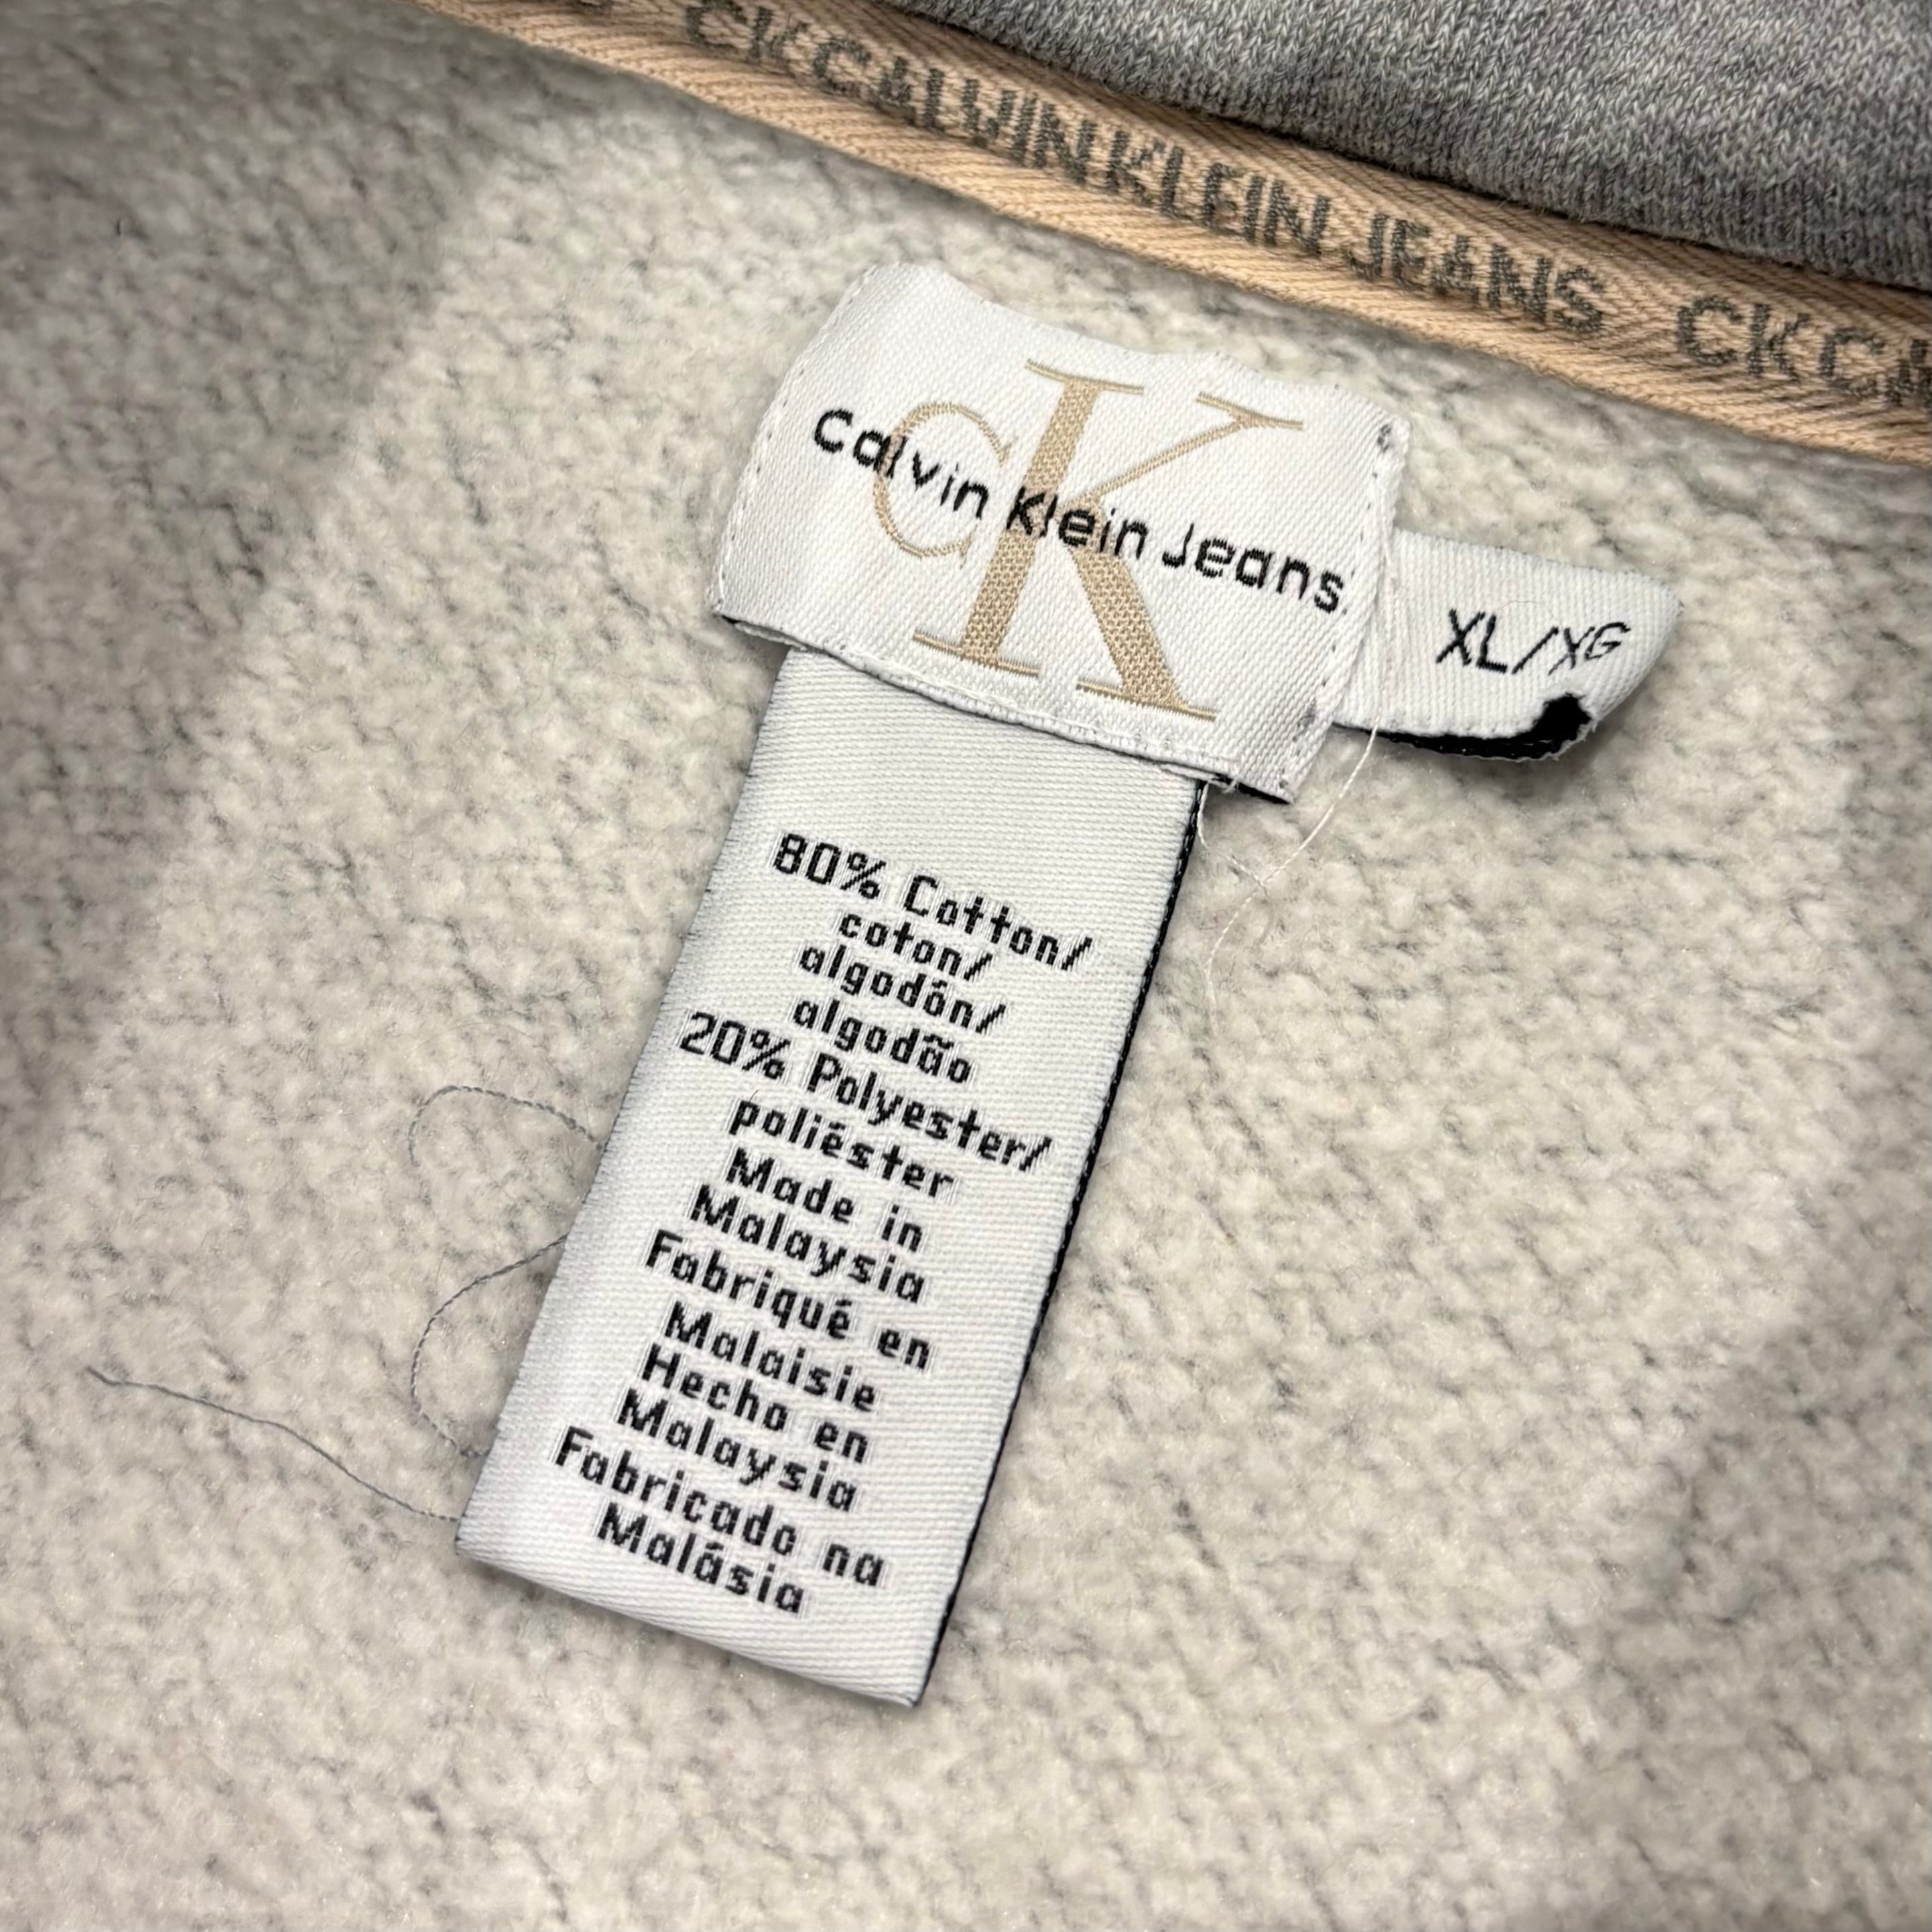 CKCALVINKLEIN JEANS CKCA
CK
Calvin Klein Jeans
XL/XG
80% Cotton/
coton/
algodón/
algodão
20% Polyester/
poliéster
Made in
Malaysia
Fabriqué en
Malaisie
Hecho en
Malaysia
Fabricado na
Malásia